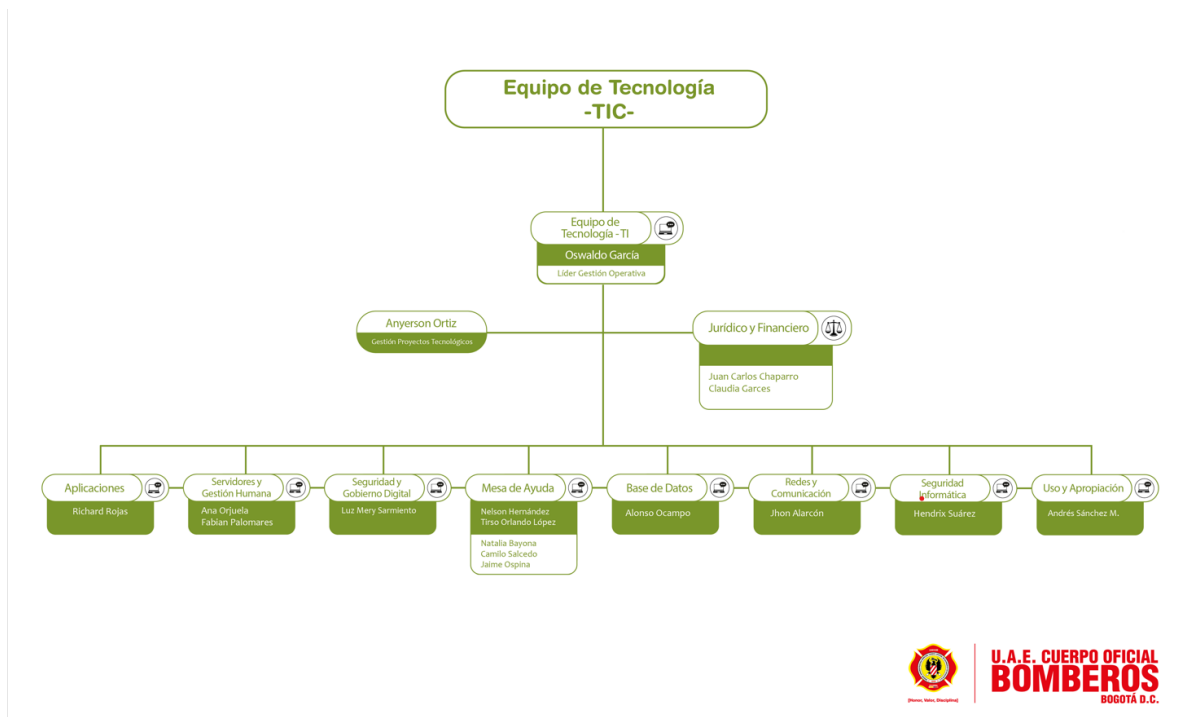 Equipo de Tecnología
-TIC-
Equipo de
Tecnología - TI
Oswaldo García
Líder Gestión Operativa
Anyerson Ortiz
Gestión Proyectos Tecnológicos
Jurídico y Financiero
Juan Carlos Chaparro
Claudia Garces
Aplicaciones
Richard Rojas
Servidores y
Gestión Humana
Ana Orjuela
Fabian Palomares
Seguridad y
Gobierno Digital
Luz Mery Sarmiento
Mesa de Ayuda
Nelson Hernández
Tirso Orlando López
Natalia Bayona
Camilo Salcedo
Jaime Ospina
Base de Datos
Alonso Ocampo
Redes y
Comunicación
Jhon Alarcón
Seguridad
Informática
Hendrix Suárez
Uso y Apropiación
Andrés Sánchez M.
U.A.E. CUERPO OFICIAL
BOMBEROS
BOGOTÁ D.C.